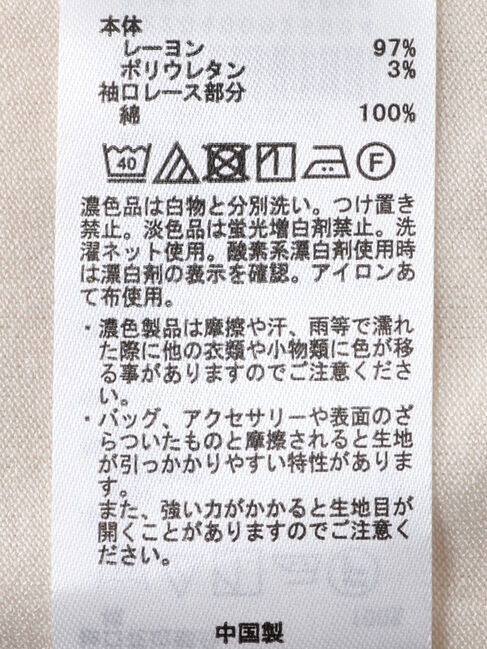 本体
レーヨン 97%
ポリウレタン 3%
袖口レース部分
綿 100%
40 F
濃色品は白物と分別洗い。つけ置き
禁止。淡色品は蛍光増白剤禁止。洗
濯ネット使用。酸素系漂白剤使用時
は漂白剤の表示を確認。アイロンあ
て布使用。
・濃色製品は摩擦や汗、雨等で濡れ
た際に他の衣類や小物類に色が移
る事がありますのでご注意くださ
い。
・バッグ、アクセサリーや表面のざ
らついたものと摩擦されると生地
が引っかかりやすい特性がありま
す。
また、強い力がかかると生地目が
開くことがありますのでご注意く
ださい。
中国製